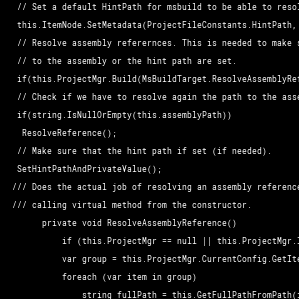 // Set a default HintPath for msbuild to be able to resol
this.ItemNode.SetMetadata(ProjectFileConstants.HintPath,
// Resolve assembly referernces. This is needed to make s
// to the assembly or the hint path are set.
if(this.ProjectMgr.Build(MsBuildTarget.ResolveAssemblyRef
// Check if we have to resolve again the path to the asse
if(string.IsNullOrEmpty(this.assemblyPath))
ResolveReference();
// Make sure that the hint path if set (if needed).
SetHintPathAndPrivateValue();
/// Does the actual job of resolving an assembly reference
/// calling virtual method from the constructor.
private void ResolveAssemblyReference()
if (this.ProjectMgr == null || this.ProjectMgr.I
var group = this.ProjectMgr.CurrentConfig.GetIte
foreach (var item in group)
string fullPath = this.GetFullPathFromPath(i